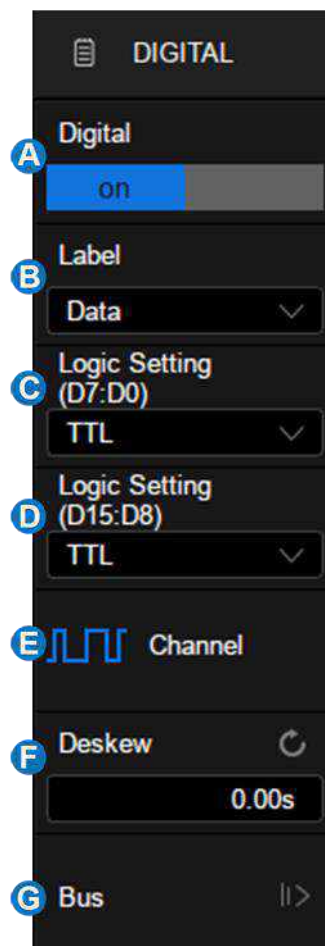 DIGITAL
Digital
A
on
Label
B
Data
Logic Setting
C
(D7:D0)
TTL
Logic Setting
D
(D15:D8)
TTL
E
Channel
Deskew
F
0.00s
G
Bus